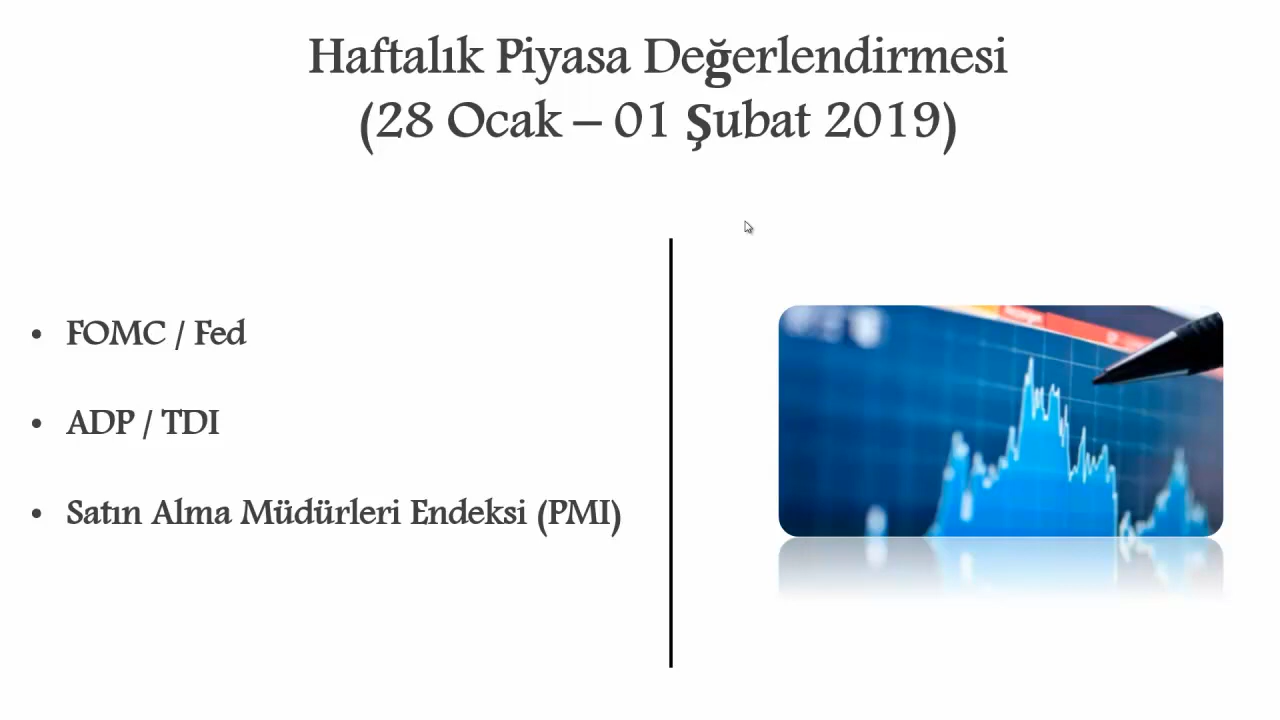 Haftalık Piyasa Değerlendirmesi
(28 Ocak – 01 Şubat 2019)
• FOMC / Fed
• ADP / TDI
• Satın Alma Müdürleri Endeksi (PMI)